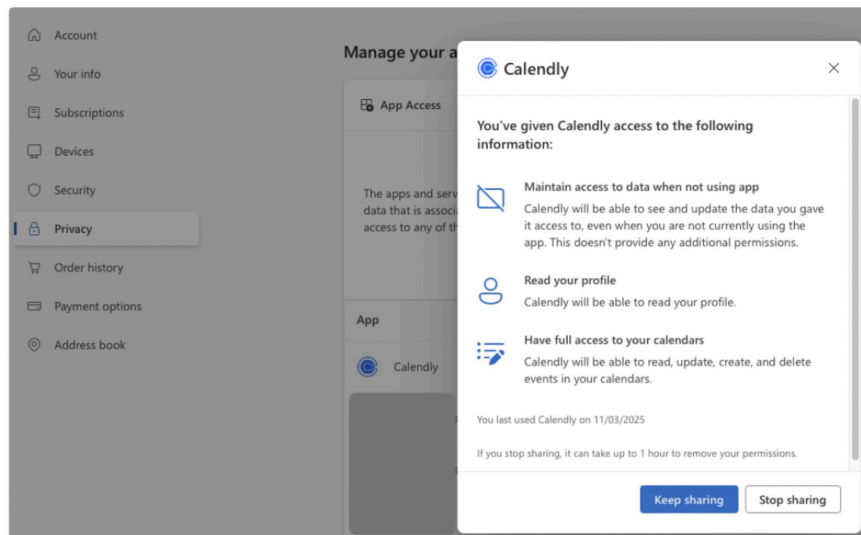 Account
Your info
Subscriptions
Devices
Security
Privacy
Order history
Payment options
Address book
Manage your a
App Access
The apps and serv
data that is associ
access to any of th
App
Calendly
Calendly
You've given Calendly access to the following
information:
Maintain access to data when not using app
Calendly will be able to see and update the data you gave
it access to, even when you are not currently using the
app. This doesn't provide any additional permissions.
Read your profile
Calendly will be able to read your profile.
Have full access to your calendars
Calendly will be able to read, update, create, and delete
events in your calendars.
You last used Calendly on 11/03/2025
If you stop sharing, it can take up to 1 hour to remove your permissions.
Keep sharing
Stop sharing